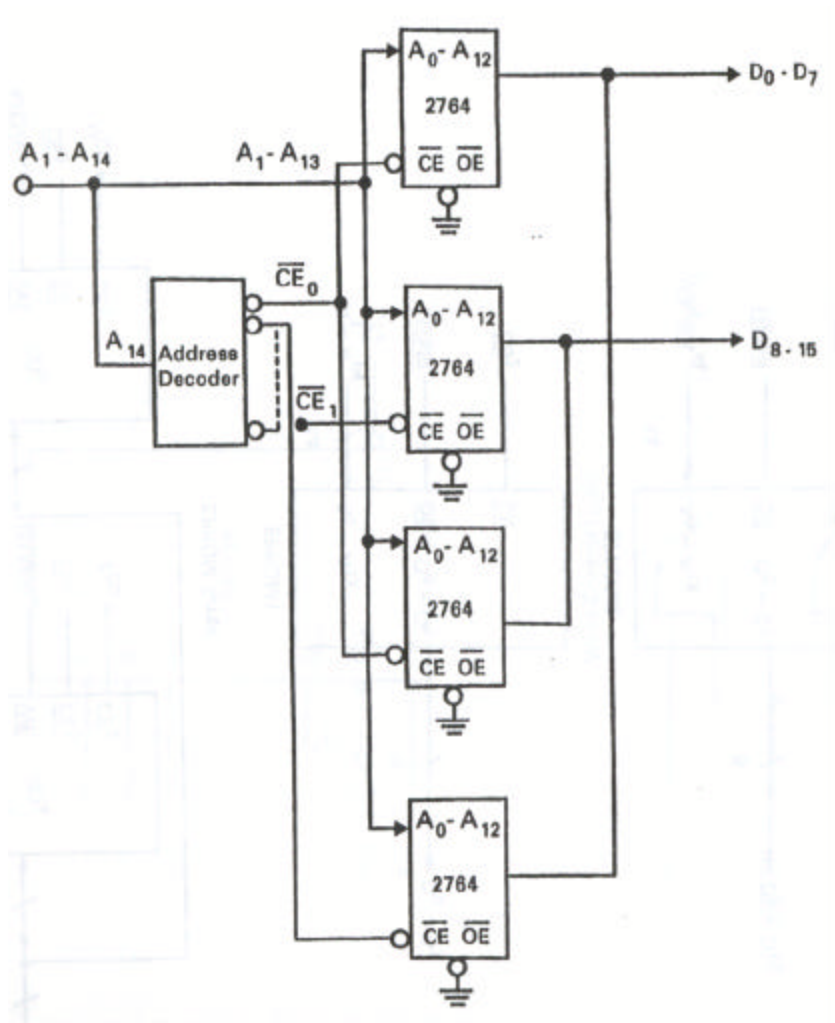 A0 - A12
2764
CE OE
D0 - D7
A1 - A14
A1 - A13
CE0
A14
Address
Decoder
A0 - A12
2764
CE OE
D8 - 15
CE1
A0 - A12
2764
CE OE
A0 - A12
2764
CE OE